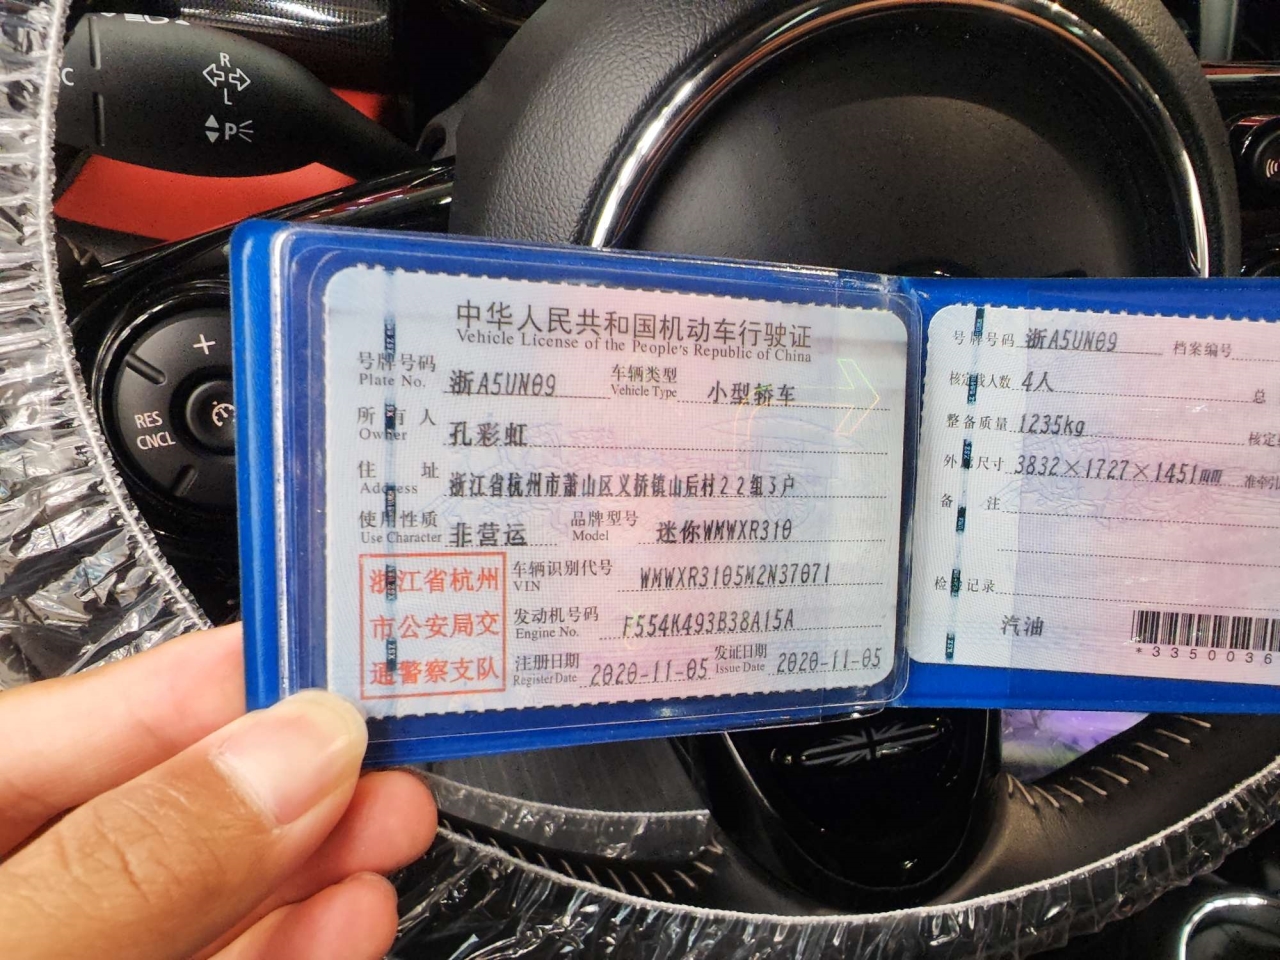 R
L
P
C
+
RES
CNCL
中华人民共和国机动车行驶证
Vehicle License of the People's Republic of China
号牌号码 浙A5UN09 车辆类型 小型轿车
Plate No. Vehicle Type
所有人 孔彩虹
Owner
住址 浙江省杭州市萧山区义桥镇山后村22组3户
Address
使用性质 非营运 品牌型号 迷你WMWXR310
Use Character Model
浙江省杭州
市公安局交
通警察支队
车辆识别代号 WMWXR3105M2N37071
VIN
发动机号码 F554K493B38A15A
Engine No.
注册日期 2020-11-05 发证日期 2020-11-05
Register Date Issue Date
号牌号码 浙A5UN09 档案编号
核定载人数 4人 总
整备质量 1235kg 核定
外廓尺寸 3832×1727×1451mm 准牵引
备注
检验记录
汽油
*3350036